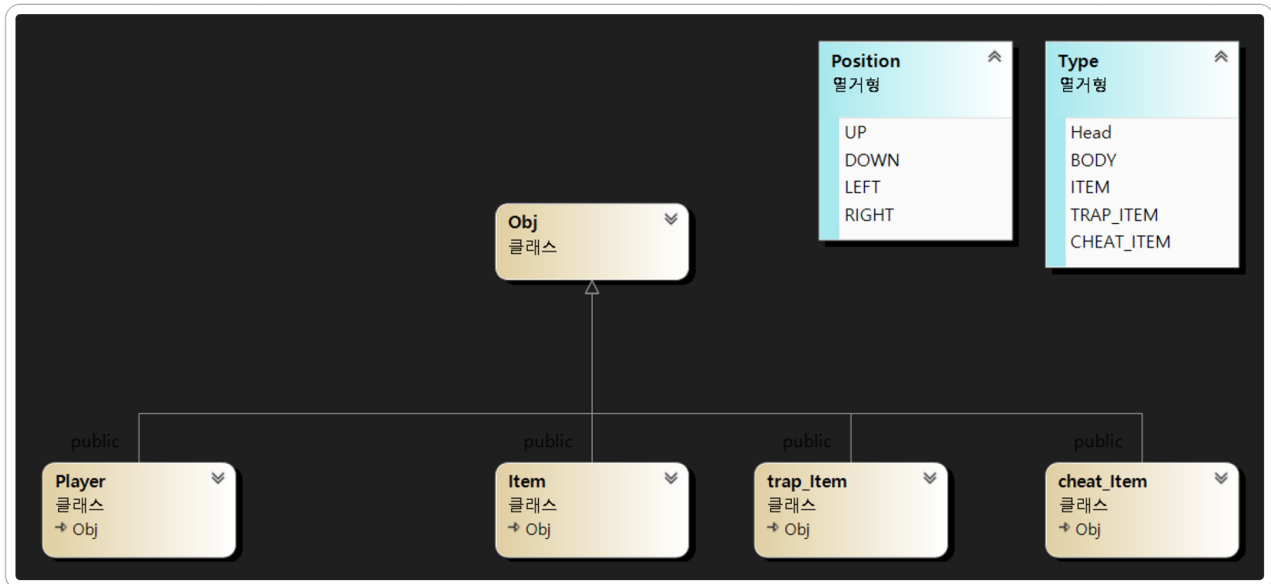 Position
열거형
UP
DOWN
LEFT
RIGHT
Type
열거형
Head
BODY
ITEM
TRAP_ITEM
CHEAT_ITEM
Obj
클래스
public
public
public
public
Player
클래스
Obj
Item
클래스
Obj
trap_Item
클래스
Obj
cheat_Item
클래스
Obj